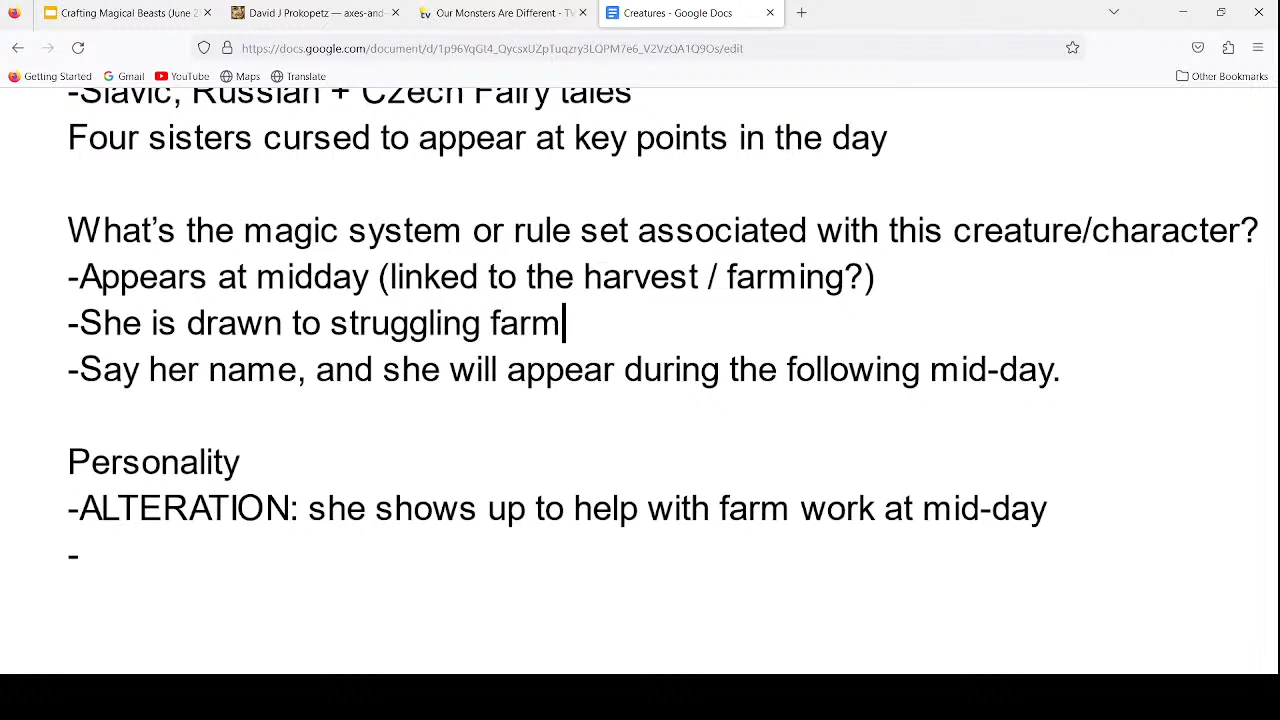 Crafting Magical Beasts (June 2
David J Prokopetz — axes-and-
Our Monsters Are Different - TV
Creatures - Google Docs
https://docs.google.com/document/d/
/edit
Getting Started
Gmail
YouTube
Maps
Translate
Other Bookmarks
-Slavic, Russian + Czech Fairy tales
Four sisters cursed to appear at key points in the day
What’s the magic system or rule set associated with this creature/character?
-Appears at midday (linked to the harvest / farming?)
-She is drawn to struggling farm
-Say her name, and she will appear during the following mid-day.
Personality
-ALTERATION: she shows up to help with farm work at mid-day
-